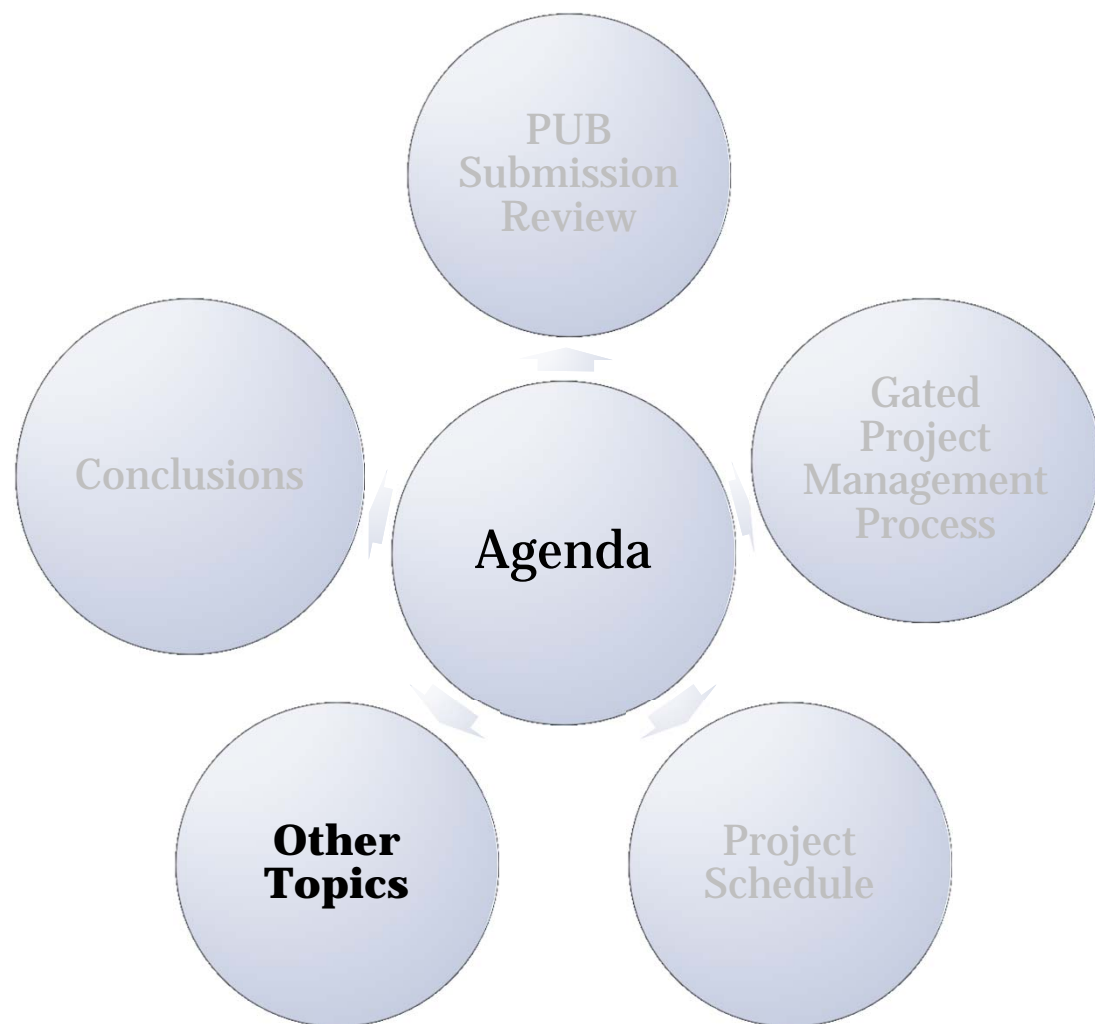 PUB
Submission
Review
Gated
Project
Management
Process
Conclusions
Agenda
Other
Topics
Project
Schedule